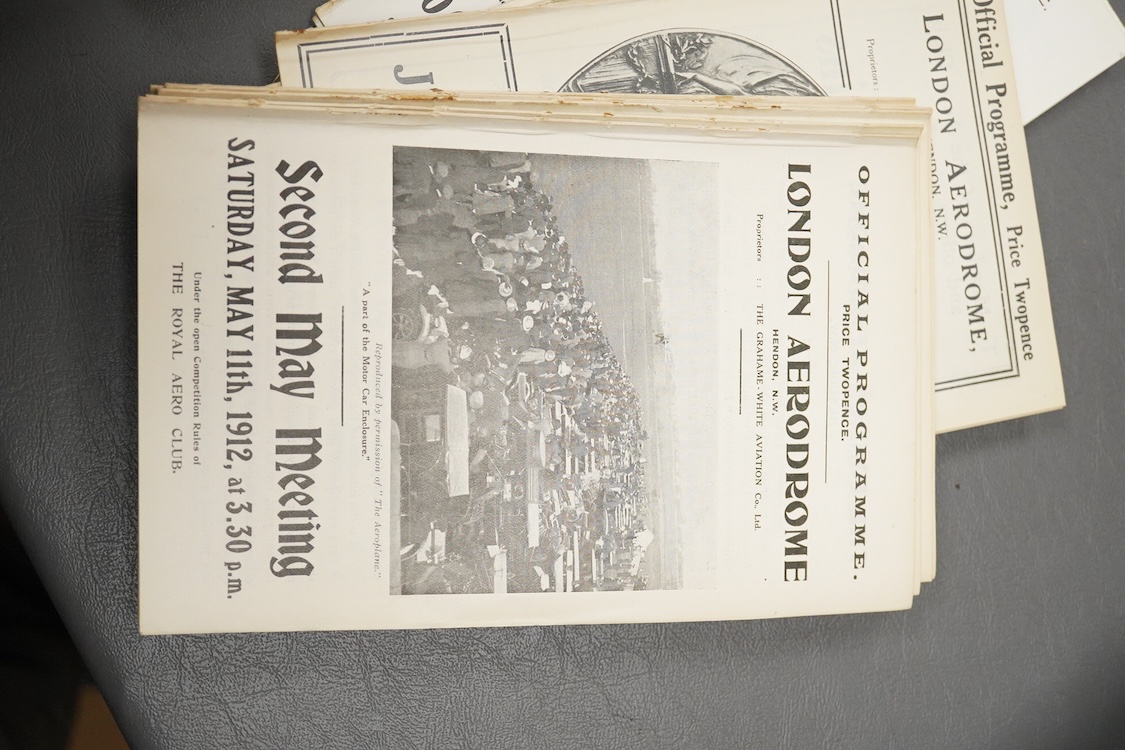 OFFICIAL PROGRAMME.
PRICE TWOPENCE.
LONDON AERODROME
HENDON, N.W.
Proprietors :: THE GRAHAME-WHITE AVIATION Co., Ltd.
Reproduced by permission of "The Aeroplane."
"A part of the Motor Car Enclosure."
Second May Meeting
SATURDAY, MAY 11th, 1912, at 3.30 p.m.
Under the open Competition Rules of
THE ROYAL AERO CLUB.
Official Programme, Price Twopence
LONDON AERODROME,
N.W.
Proprietors:
J